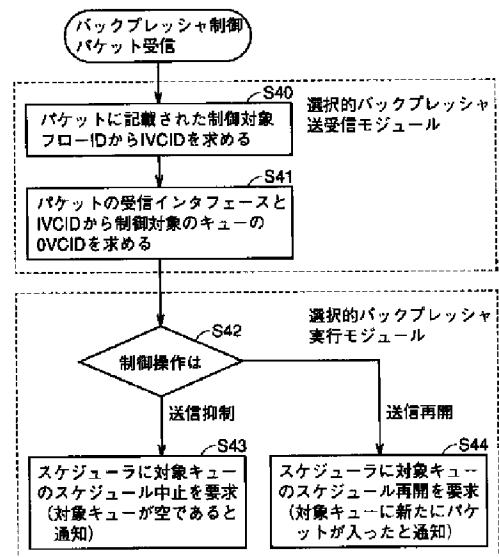 バックプレッシャ制御
パケット受信
S40
パケットに記載された制御対象
フローIDからIVCIDを求める
選択的バックプレッシャ
送受信モジュール
S41
パケットの受信インタフェースと
IVCIDから制御対象のキューの
OVCIDを求める
選択的バックプレッシャ
実行モジュール
S42
制御操作は
送信抑制
送信再開
S43
スケジューラに対象キュー
のスケジュール中止を要求
(対象キューが空であると
通知)
S44
スケジューラに対象キュー
のスケジュール再開を要求
(対象キューに新たにパケ
ットが入ったと通知)